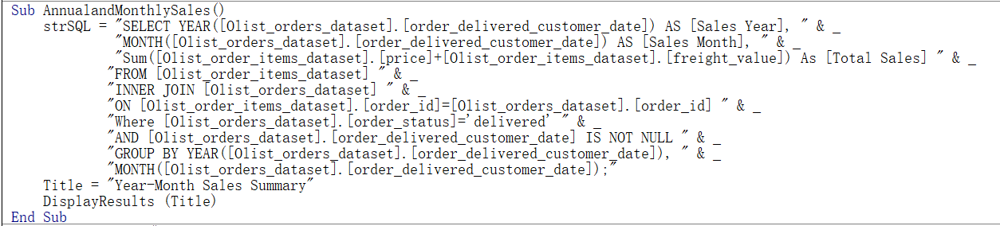 Sub AnnualandMonthlySales()
strSQL = "SELECT YEAR([Olist_orders_dataset].[order_delivered_customer_date]) AS [Sales Year], " & _
"MONTH([Olist_orders_dataset].[order_delivered_customer_date]) AS [Sales Month], " & _
"Sum([Olist_order_items_dataset].[price]+[Olist_order_items_dataset].[freight_value]) As [Total Sales] " & _
"FROM [Olist_order_items_dataset] " & _
"INNER JOIN [Olist_orders_dataset] " & _
"ON [Olist_order_items_dataset].[order_id]=[Olist_orders_dataset].[order_id] " & _
"Where [Olist_orders_dataset].[order_status]='delivered' " & _
"AND [Olist_orders_dataset].[order_delivered_customer_date] IS NOT NULL " & _
"GROUP BY YEAR([Olist_orders_dataset].[order_delivered_customer_date]), " & _
"MONTH([Olist_orders_dataset].[order_delivered_customer_date]);"
Title = "Year-Month Sales Summary"
DisplayResults (Title)
End Sub